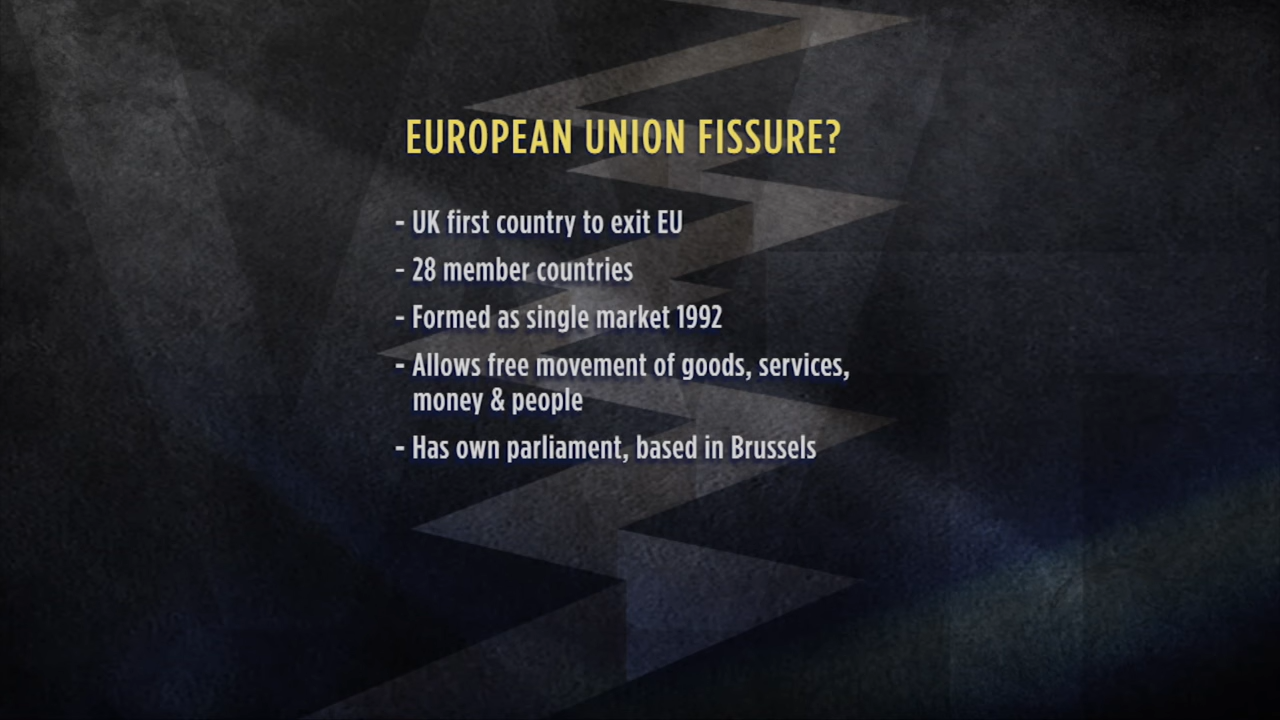 EUROPEAN UNION FISSURE?
- UK first country to exit EU
- 28 member countries
- Formed as single market 1992
- Allows free movement of goods, services,
money & people
- Has own parliament, based in Brussels